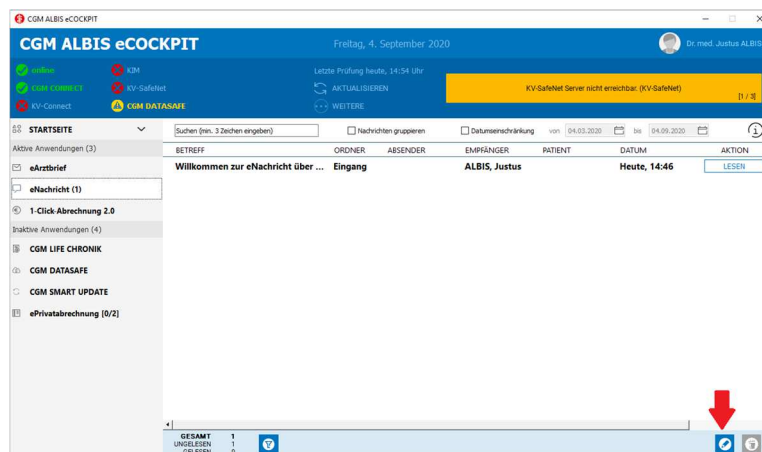 CGM ALBIS eCOCKPIT
CGM ALBIS eCOCKPIT
Freitag, 4. September 2020
Dr. med. Justus ALBIS
online
KIM
Letzte Prüfung heute, 14:54 Uhr
CGM CONNECT
KV-SafeNet
AKTUALISIEREN
KV-SafeNet Server nicht erreichbar. (KV-SafeNet)
[1 / 3]
KV-Connect
CGM DATASAFE
WEITERE
STARTSEITE
Suchen (min. 3 Zeichen eingeben)
Nachrichten gruppieren
Datumseinschränkung
von
04.03.2020
bis
04.09.2020
Aktive Anwendungen (3)
BETREFF
ORDNER
ABSENDER
EMPFÄNGER
PATIENT
DATUM
AKTION
eArztbrief
Willkommen zur eNachricht über ...
Eingang
ALBIS, Justus
Heute, 14:46
LESEN
eNachricht (1)
1-Click-Abrechnung 2.0
Inaktive Anwendungen (4)
CGM LIFE CHRONIK
CGM DATASAFE
CGM SMART UPDATE
ePrivatabrechnung [0/2]
GESAMT 1
UNGELESEN 1
GELESEN 0